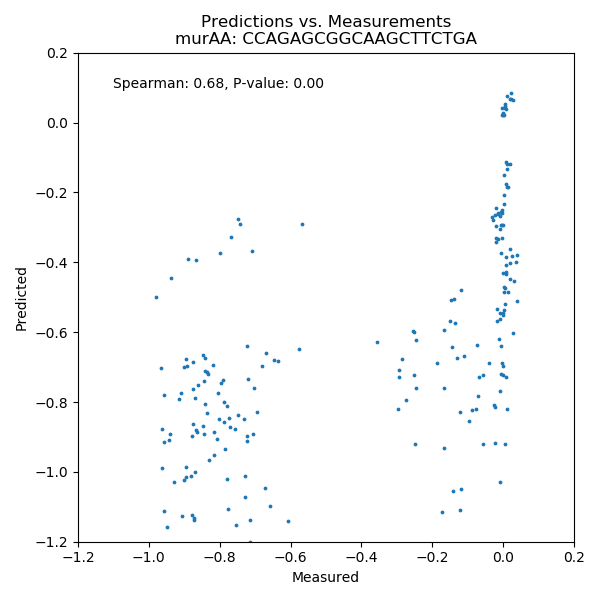 Predictions vs. Measurements
murAA: CCAGAGCGGCAAGCTTCTGA
Spearman: 0.68, P-value: 0.00
0.2
0.0
−0.2
−0.4
−0.6
−0.8
−1.0
−1.2
Predicted
−1.2 −1.0 −0.8 −0.6 −0.4 −0.2 0.0 0.2
Measured